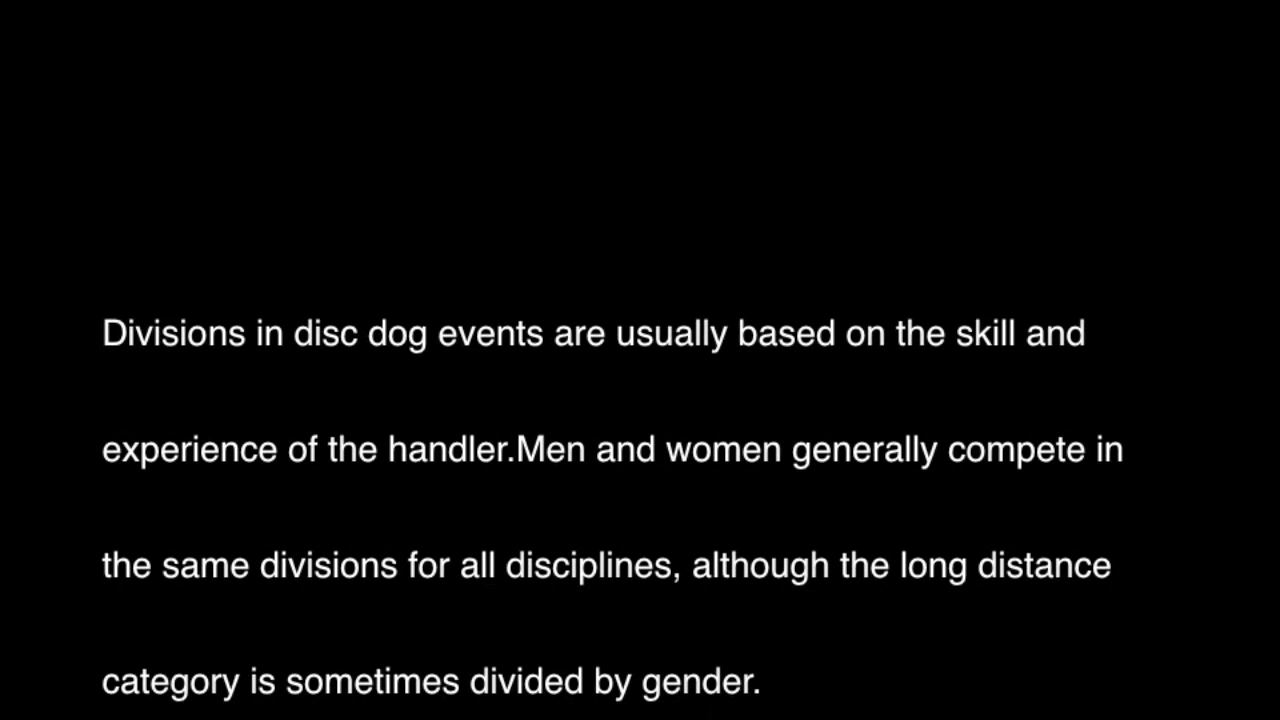 Divisions in disc dog events are usually based on the skill and
experience of the handler.Men and women generally compete in
the same divisions for all disciplines, although the long distance
category is sometimes divided by gender.